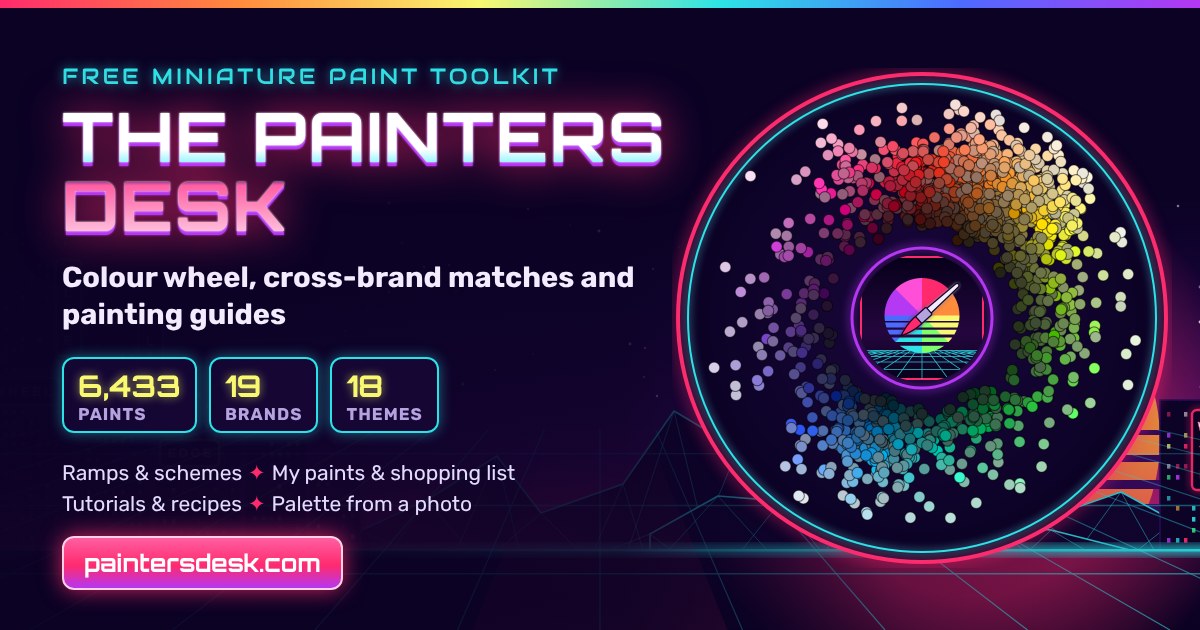 FREE MINIATURE PAINT TOOLKIT
THE PAINTERS
DESK
Colour wheel, cross-brand matches and
painting guides
6,433
PAINTS
19
BRANDS
18
THEMES
Ramps & schemes ✦ My paints & shopping list
Tutorials & recipes ✦ Palette from a photo
paintersdesk.com